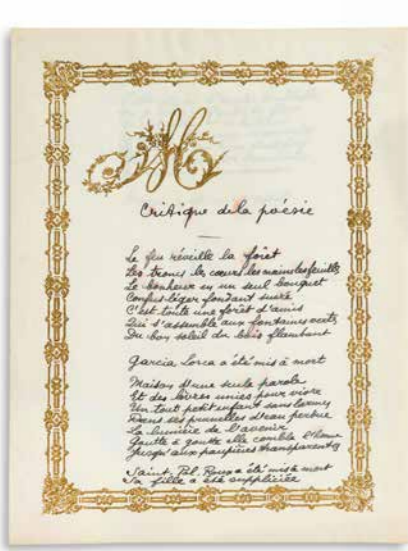 Critique de la poésie
Le feu réveille la forêt
Les troncs les cœurs les mains les feuilles
Le bonheur en un seul bouquet
Confus léger fondant sucré
C'est toute une forêt d'amis
Qui s'assemble aux fontaines vertes
Du bon soleil du bois flambant
Garcia Lorca a été mis à mort
Maison d'une seule parole
Et des lèvres unies pour vivre
Un tout petit enfant sans larmes
Dans ses prunelles d'eau perdue
La lumière de l'avenir
Goutte à goutte elle comble l'homme
Jusqu'aux paupières transparentes
Saint-Pol-Roux a été mis à mort
Sa fille a été suppliciée